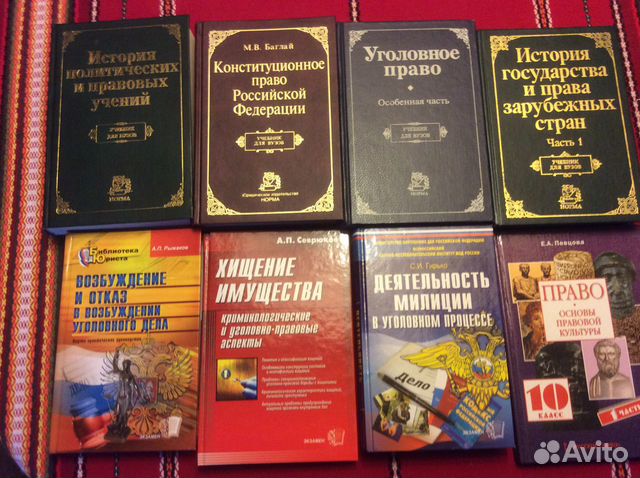 История
политических
и правовых
учений
УЧЕБНИК
ДЛЯ ВУЗОВ
НОРМА
М.В. Баглай
Конституционное
право
Российской
Федерации
УЧЕБНИК
ДЛЯ ВУЗОВ
НОРМА
Уголовное
право
Особенная часть
УЧЕБНИК
ДЛЯ ВУЗОВ
НОРМА
История
государства
и права
зарубежных
стран
Часть 1
УЧЕБНИК
ДЛЯ ВУЗОВ
НОРМА
Библиотека
Юриста
А.П. Рыжаков
ВОЗБУЖДЕНИЕ
И ОТКАЗ
В ВОЗБУЖДЕНИИ
УГОЛОВНОГО ДЕЛА
ЭКЗАМЕН
А.П. Севрюков
ХИЩЕНИЕ
ИМУЩЕСТВА
криминологические
и уголовно-правовые
аспекты
ЭКЗАМЕН
С.И. Гирько
ДЕЯТЕЛЬНОСТЬ
МИЛИЦИИ
В УГОЛОВНОМ ПРОЦЕССЕ
Дело
ЭКЗАМЕН
Е.А. Певцова
ПРАВО
ОСНОВЫ
ПРАВОВОЙ
КУЛЬТУРЫ
10
КЛАСС
1 ЧАСТЬ
Avito